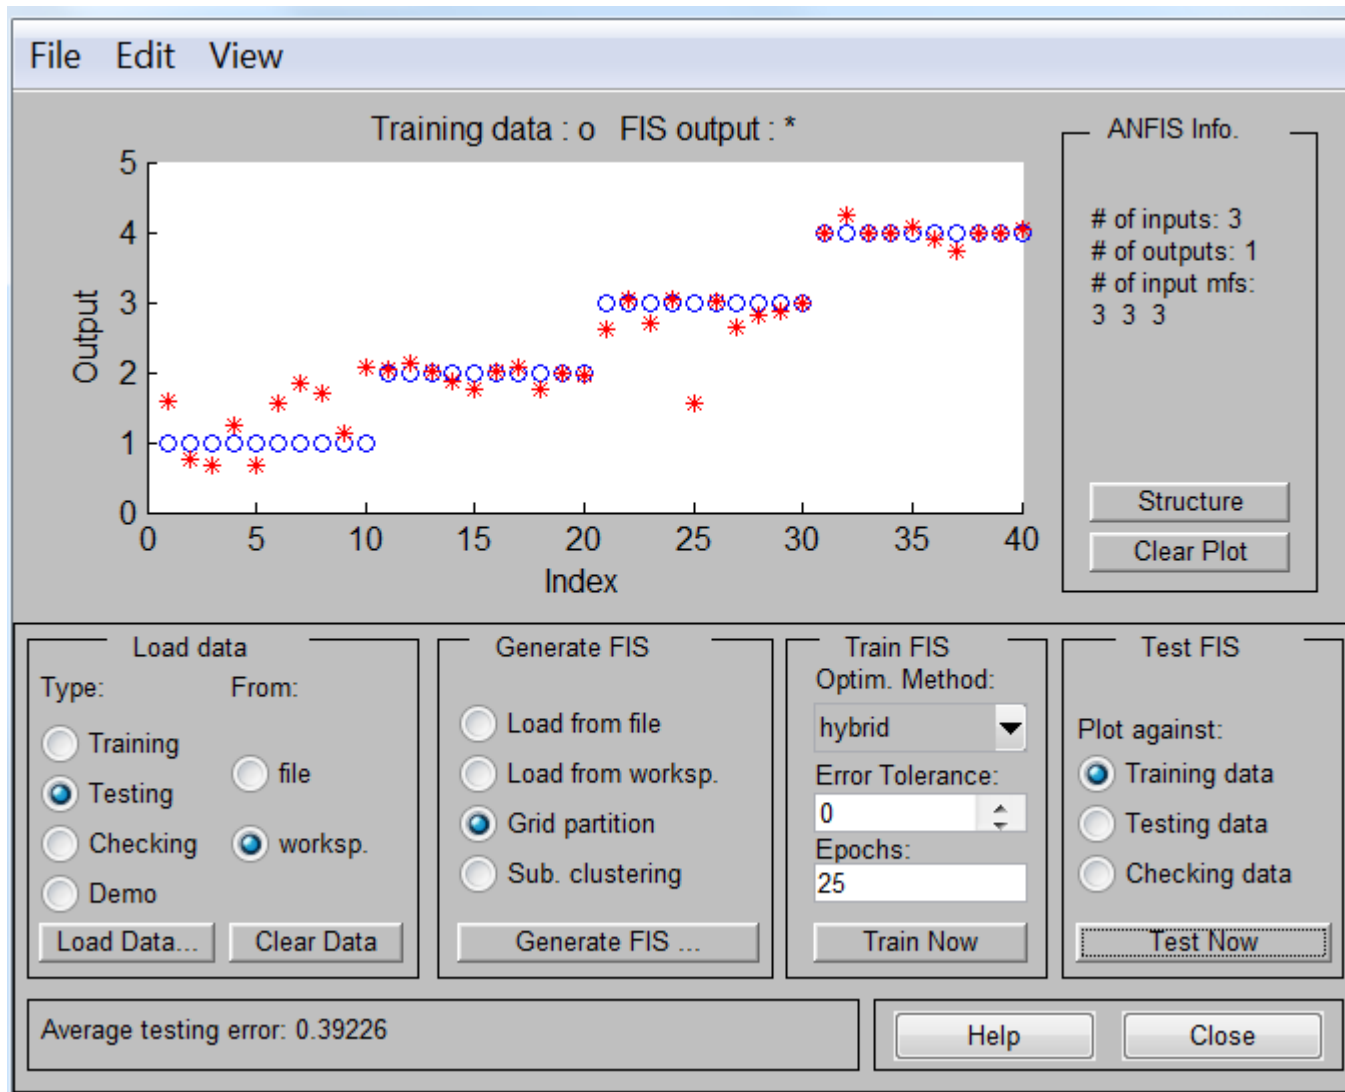 File Edit View
Training data : o FIS output : *
ANFIS Info.
5
4
3
2
1
0
Output
0 5 10 15 20 25 30 35 40
Index
# of inputs: 3
# of outputs: 1
# of input mfs:
3 3 3
Structure
Clear Plot
Load data
Type: From:
Training
Testing
Checking
Demo
file
worksp.
Load Data... Clear Data
Generate FIS
Load from file
Load from worksp.
Grid partition
Sub. clustering
Generate FIS ...
Train FIS
Optim. Method:
hybrid
Error Tolerance:
0
Epochs:
25
Train Now
Test FIS
Plot against:
Training data
Testing data
Checking data
Test Now
Average testing error: 0.39226
Help Close